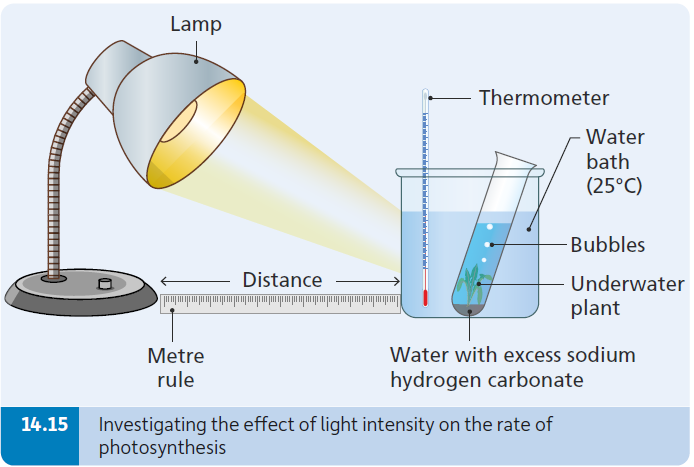 Lamp
Thermometer
Water
bath
(25°C)
Bubbles
Distance
Underwater
plant
Metre
rule
Water with excess sodium
hydrogen carbonate
14.15 Investigating the effect of light intensity on the rate of
photosynthesis